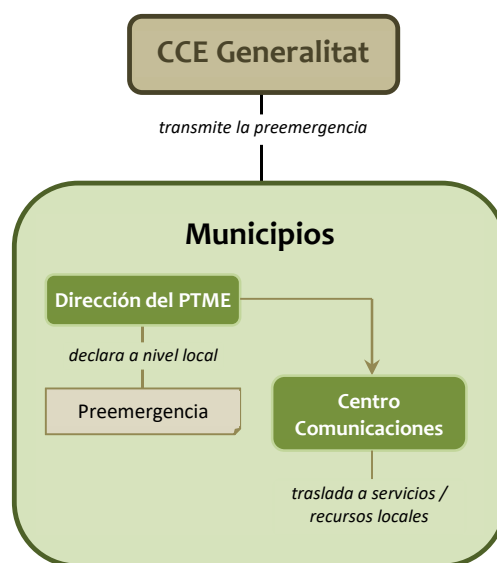 CCE Generalitat
transmite la preemergencia
Municipios
Dirección del PTME
declara a nivel local
Preemergencia
Centro
Comunicaciones
traslada a servicios /
recursos locales